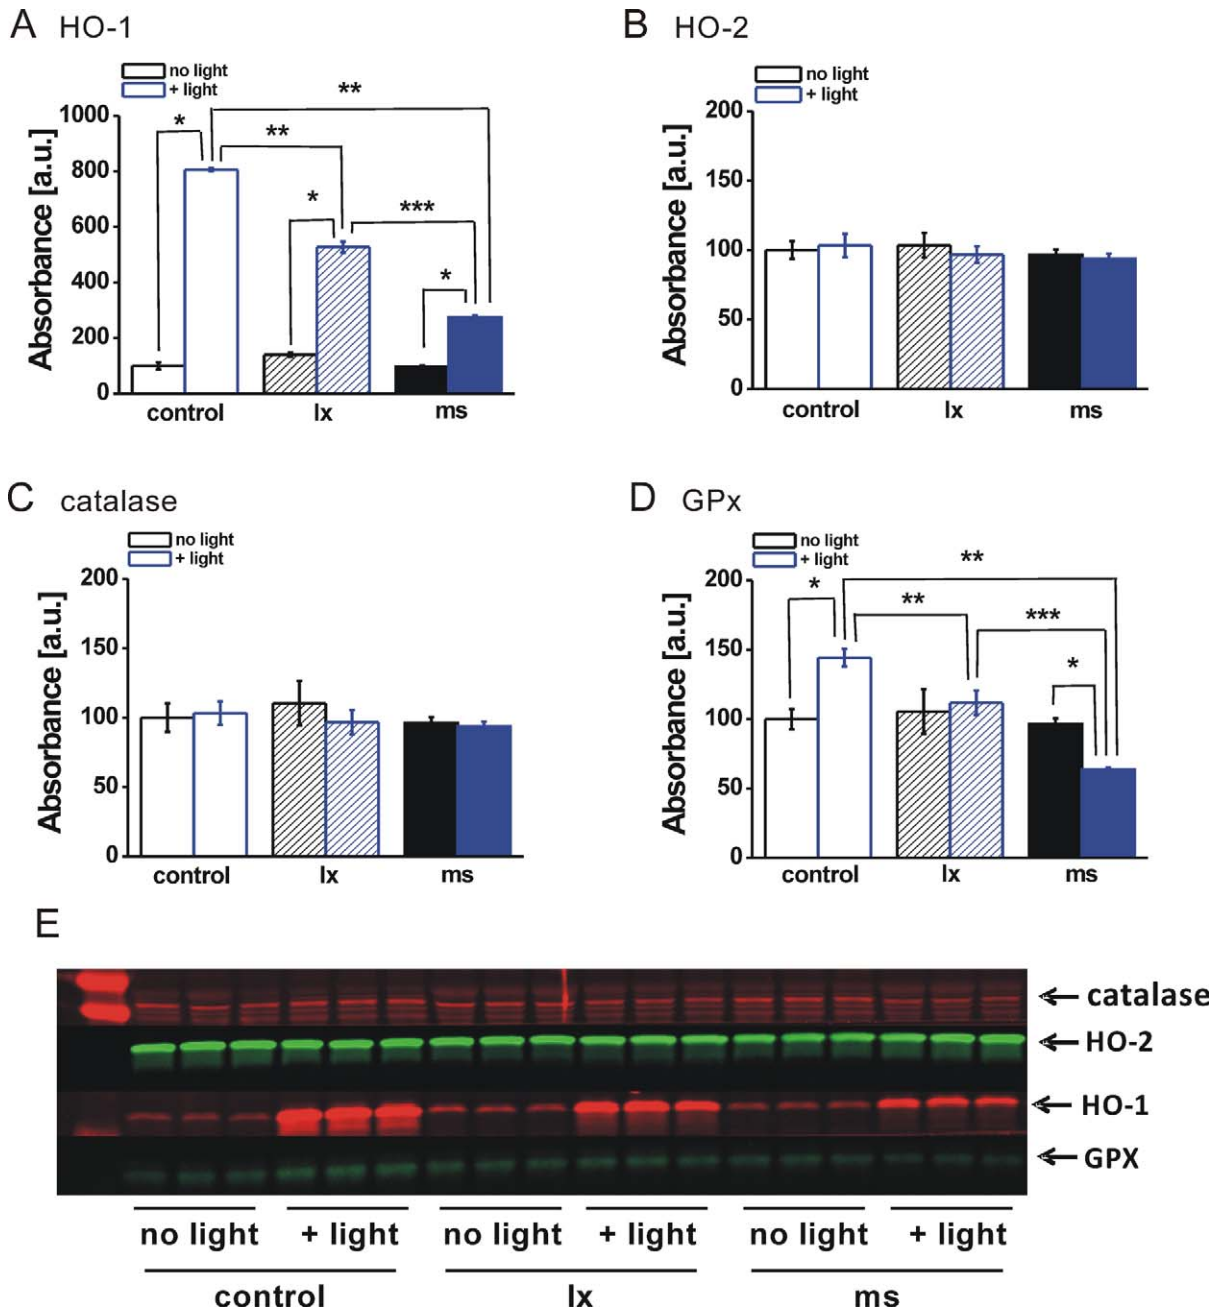 A HO-1
no light
+ light
Absorbance [a.u.]
1000
800
600
400
200
0
*
**
**
*
***
*
control lx ms
B HO-2
no light
+ light
Absorbance [a.u.]
200
150
100
50
0
control lx ms
C catalase
no light
+ light
Absorbance [a.u.]
200
150
100
50
0
control lx ms
D GPx
no light
+ light
Absorbance [a.u.]
200
150
100
50
0
*
**
**
***
*
control lx ms
E
catalase
HO-2
HO-1
GPX
no light + light no light + light no light + light
control lx ms